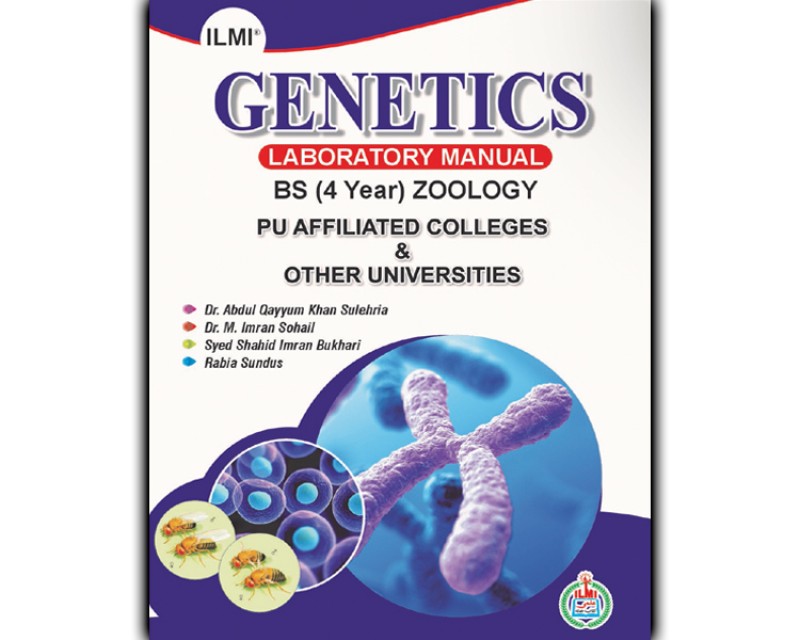 ILMI®
GENETICS
LABORATORY MANUAL
BS (4 Year) ZOOLOGY
PU AFFILIATED COLLEGES
&
OTHER UNIVERSITIES
Dr. Abdul Qayyum Khan Sulehria
Dr. M. Imran Sohail
Syed Shahid Imran Bukhari
Rabia Sundus
ILMI